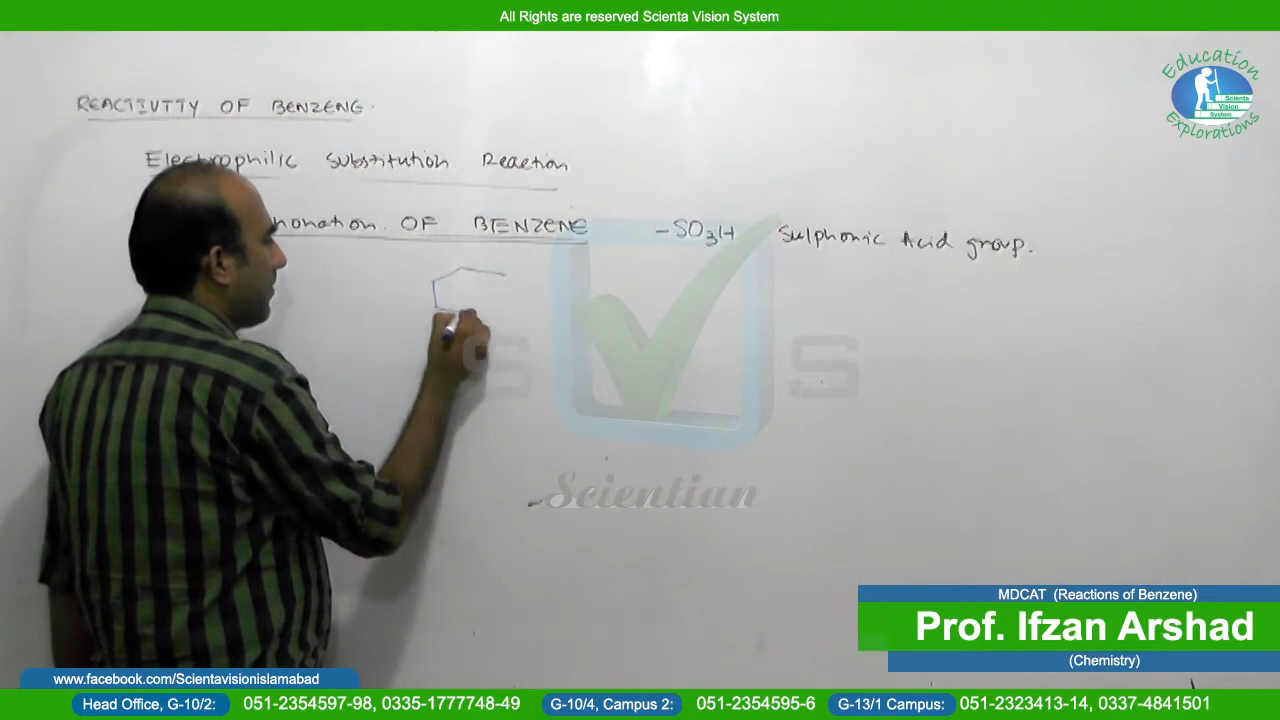 All Rights are reserved Scienta Vision System
Education
Scienta
Vision
System
Explorations
REACTIVITY OF BENZENE.
Electrophilic Substitution Reaction
honation OF BENZENE -SO3H Sulphonic Acid group.
S S
Scientian
MDCAT (Reactions of Benzene)
Prof. Ifzan Arshad
(Chemistry)
www.facebook.com/Scientavisionislamabad
Head Office, G-10/2: 051-2354597-98, 0335-1777748-49 G-10/4, Campus 2: 051-2354595-6 G-13/1 Campus: 051-2323413-14, 0337-4841501